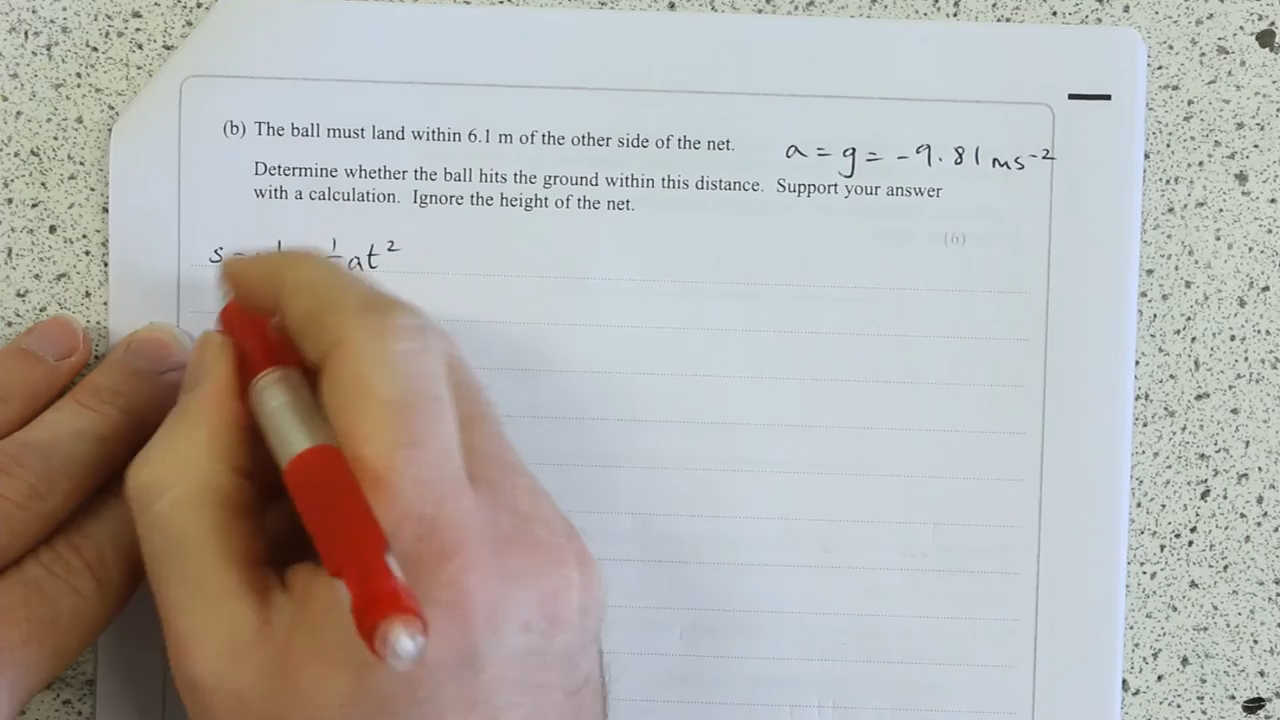 (b) The ball must land within 6.1 m of the other side of the net.
a = g = -9.81 ms⁻²
Determine whether the ball hits the ground within this distance. Support your answer
with a calculation. Ignore the height of the net.
(6)
s = at²